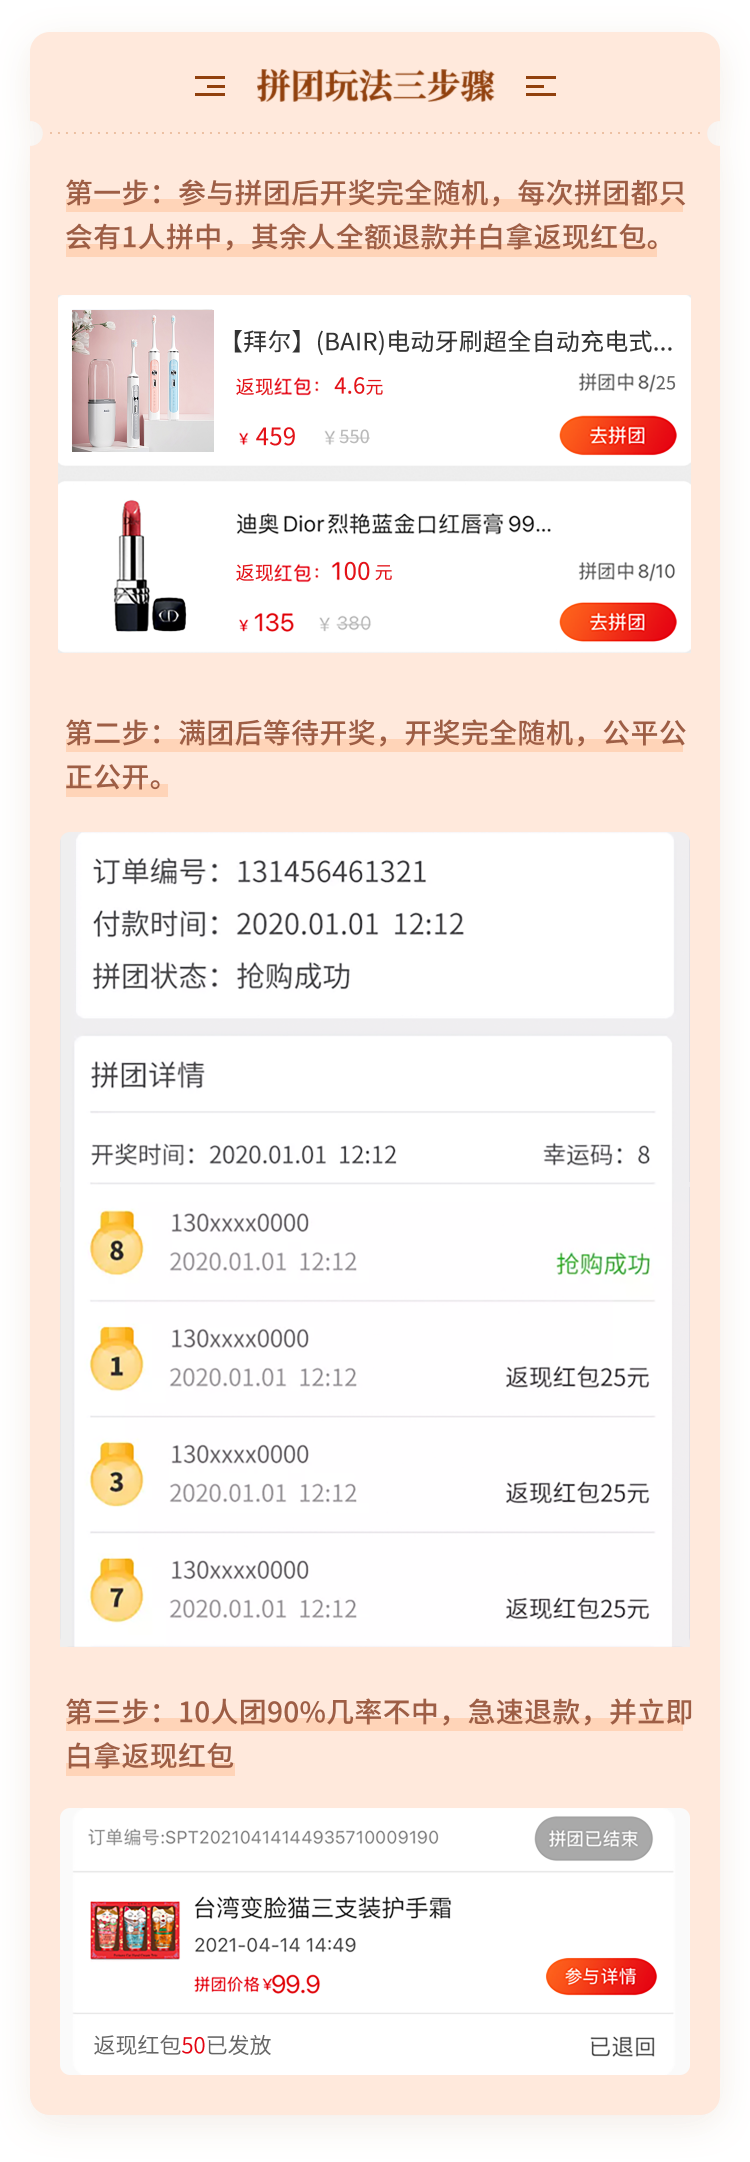 拼团玩法三步骤
第一步：参与拼团后开奖完全随机，每次拼团都只
会有1人拼中，其余人全额退款并白拿返现红包。
【拜尔】(BAIR)电动牙刷超全自动充电式...
返现红包： 4.6元
拼团中 8/25
¥ 459 ¥ 550
去拼团
迪奥 Dior 烈艳蓝金口红唇膏 99...
返现红包： 100 元
拼团中 8/10
¥ 135 ¥ 380
去拼团
第二步：满团后等待开奖，开奖完全随机，公平公
正公开。
订单编号：131456461321
付款时间：2020.01.01 12:12
拼团状态：抢购成功
拼团详情
开奖时间：2020.01.01 12:12 幸运码：8
8
130xxxx0000
2020.01.01 12:12
抢购成功
1
130xxxx0000
2020.01.01 12:12
返现红包25元
3
130xxxx0000
2020.01.01 12:12
返现红包25元
7
130xxxx0000
2020.01.01 12:12
返现红包25元
第三步：10人团90%几率不中，急速退款，并立即
白拿返现红包
订单编号:SPT20210414144935710009190
拼团已结束
台湾变脸猫三支装护手霜
2021-04-14 14:49
拼团价格 ¥99.9
参与详情
返现红包50已发放
已退回